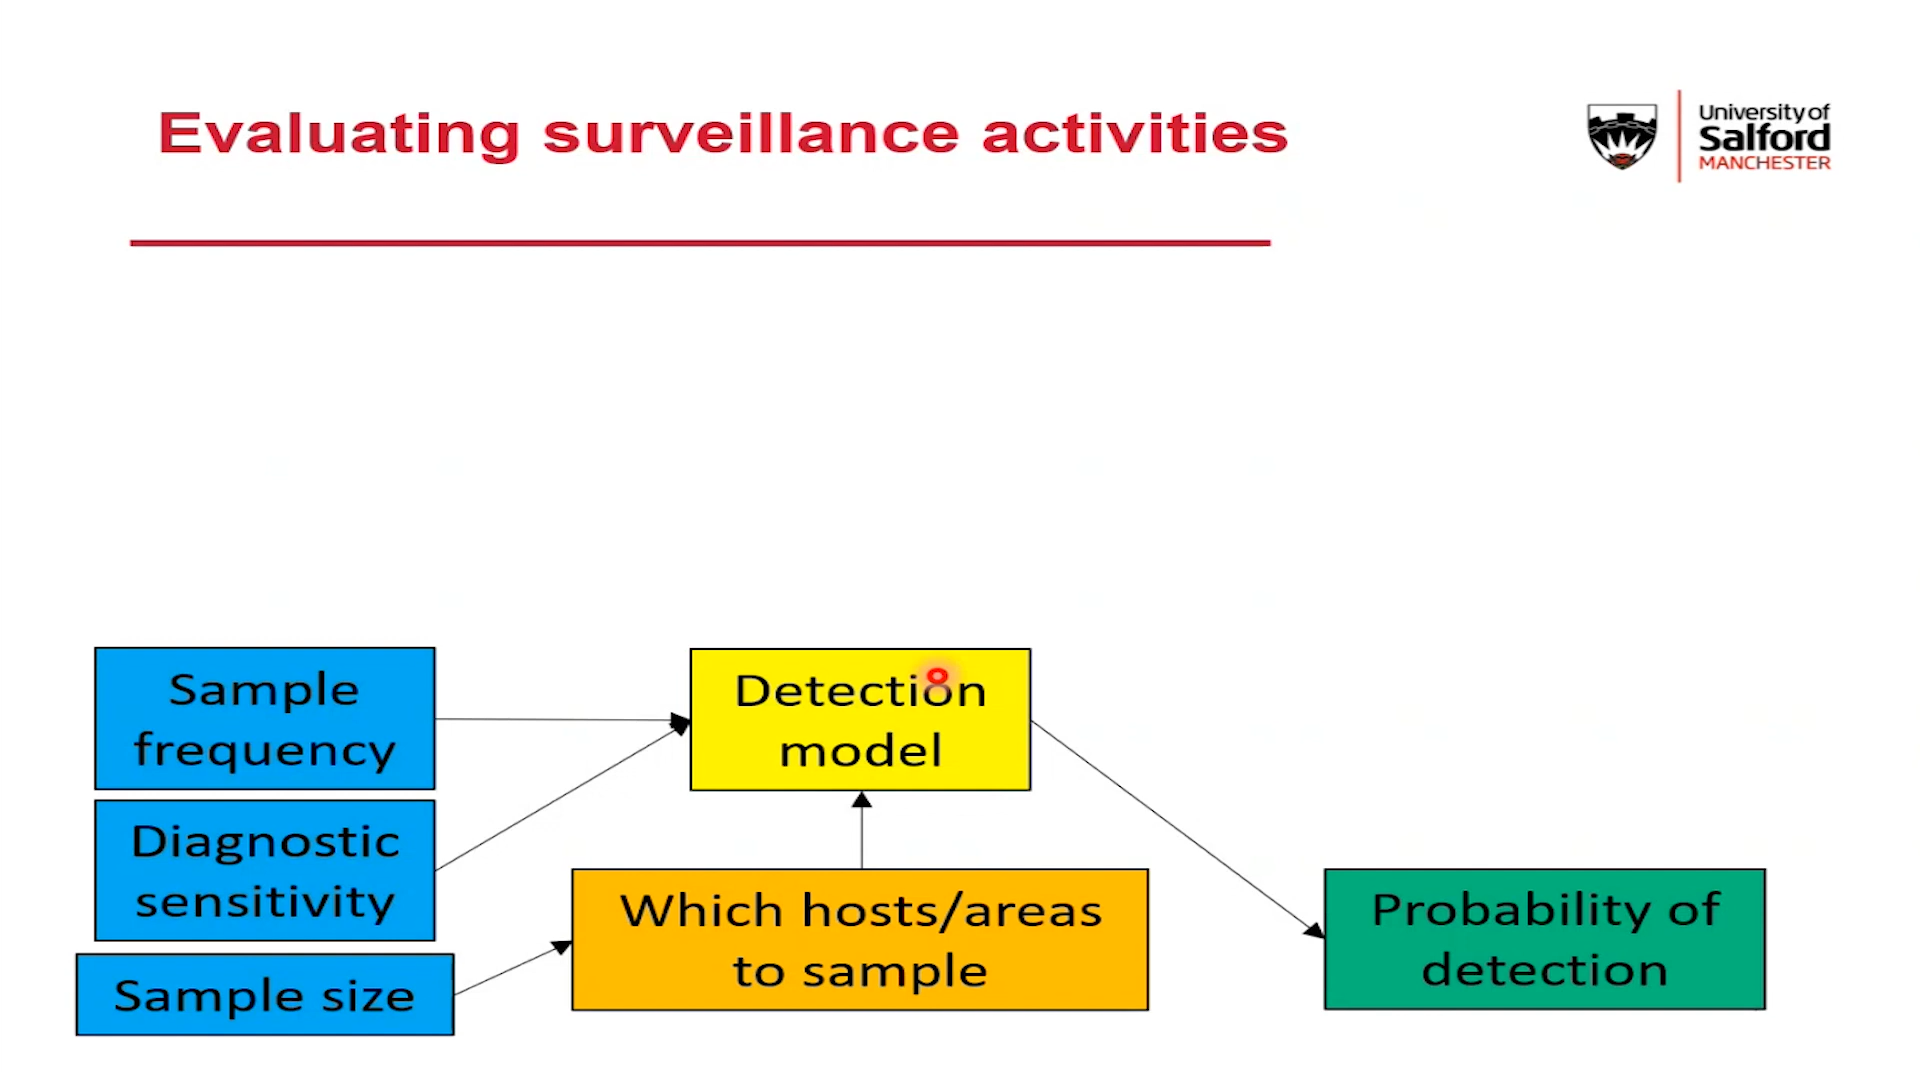 Evaluating surveillance activities
University of
Salford
MANCHESTER
Sample
frequency
Detection
model
Diagnostic
sensitivity
Which hosts/areas
to sample
Probability of
detection
Sample size